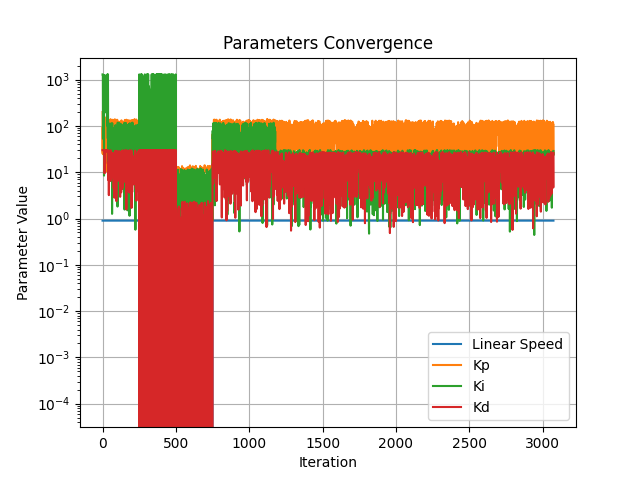 Parameters Convergence
Parameter Value
10³
10²
10¹
10⁰
10⁻¹
10⁻²
10⁻³
10⁻⁴
Linear Speed
Kp
Ki
Kd
0 500 1000 1500 2000 2500 3000
Iteration